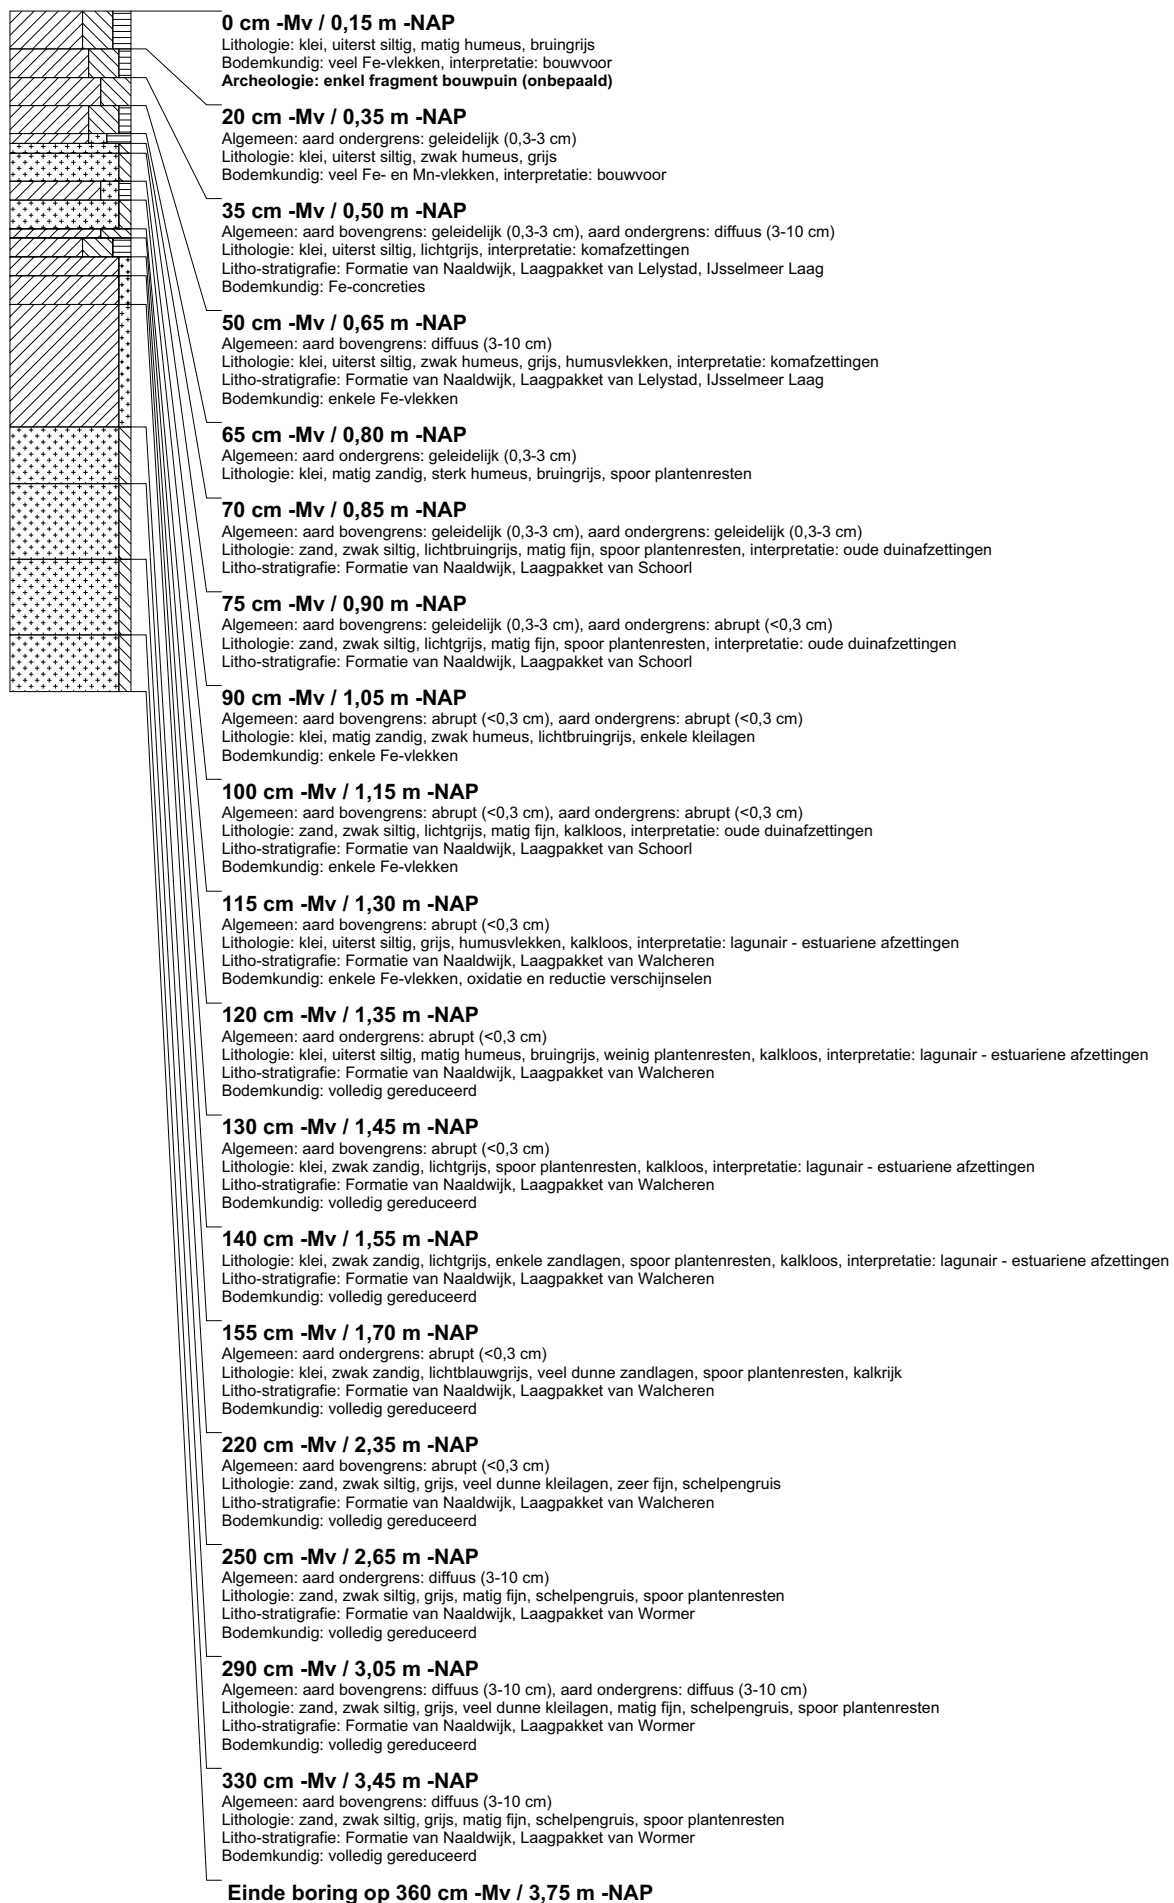 0 cm -Mv / 0,15 m -NAP
Lithologie: klei, uiterst siltig, matig humeus, bruingrijs
Bodemkundig: veel Fe-vlekken, interpretatie: bouwvoor
Archeologie: enkel fragment bouwpuin (onbepaald)
20 cm -Mv / 0,35 m -NAP
Algemeen: aard ondergrens: geleidelijk (0,3-3 cm)
Lithologie: klei, uiterst siltig, zwak humeus, grijs
Bodemkundig: veel Fe- en Mn-vlekken, interpretatie: bouwvoor
35 cm -Mv / 0,50 m -NAP
Algemeen: aard bovengrens: geleidelijk (0,3-3 cm), aard ondergrens: diffuus (3-10 cm)
Lithologie: klei, uiterst siltig, lichtgrijs, interpretatie: komafzettingen
Litho-stratigrafie: Formatie van Naaldwijk, Laagpakket van Lelystad, IJsselmeer Laag
Bodemkundig: Fe-concreties
50 cm -Mv / 0,65 m -NAP
Algemeen: aard bovengrens: diffuus (3-10 cm)
Lithologie: klei, uiterst siltig, zwak humeus, grijs, humusvlekken, interpretatie: komafzettingen
Litho-stratigrafie: Formatie van Naaldwijk, Laagpakket van Lelystad, IJsselmeer Laag
Bodemkundig: enkele Fe-vlekken
65 cm -Mv / 0,80 m -NAP
Algemeen: aard ondergrens: geleidelijk (0,3-3 cm)
Lithologie: klei, matig zandig, sterk humeus, bruingrijs, spoor plantenresten
70 cm -Mv / 0,85 m -NAP
Algemeen: aard bovengrens: geleidelijk (0,3-3 cm), aard ondergrens: geleidelijk (0,3-3 cm)
Lithologie: zand, zwak siltig, lichtbruingrijs, matig fijn, spoor plantenresten, interpretatie: oude duinafzettingen
Litho-stratigrafie: Formatie van Naaldwijk, Laagpakket van Schoorl
75 cm -Mv / 0,90 m -NAP
Algemeen: aard bovengrens: geleidelijk (0,3-3 cm), aard ondergrens: abrupt (<0,3 cm)
Lithologie: zand, zwak siltig, lichtgrijs, matig fijn, spoor plantenresten, interpretatie: oude duinafzettingen
Litho-stratigrafie: Formatie van Naaldwijk, Laagpakket van Schoorl
90 cm -Mv / 1,05 m -NAP
Algemeen: aard bovengrens: abrupt (<0,3 cm), aard ondergrens: abrupt (<0,3 cm)
Lithologie: klei, matig zandig, zwak humeus, lichtbruingrijs, enkele kleilagen
Bodemkundig: enkele Fe-vlekken
100 cm -Mv / 1,15 m -NAP
Algemeen: aard bovengrens: abrupt (<0,3 cm), aard ondergrens: abrupt (<0,3 cm)
Lithologie: zand, zwak siltig, lichtgrijs, matig fijn, kalkloos, interpretatie: oude duinafzettingen
Litho-stratigrafie: Formatie van Naaldwijk, Laagpakket van Schoorl
Bodemkundig: enkele Fe-vlekken
115 cm -Mv / 1,30 m -NAP
Algemeen: aard bovengrens: abrupt (<0,3 cm)
Lithologie: klei, uiterst siltig, grijs, humusvlekken, kalkloos, interpretatie: lagunair - estuariene afzettingen
Litho-stratigrafie: Formatie van Naaldwijk, Laagpakket van Walcheren
Bodemkundig: enkele Fe-vlekken, oxidatie en reductie verschijnselen
120 cm -Mv / 1,35 m -NAP
Algemeen: aard ondergrens: abrupt (<0,3 cm)
Lithologie: klei, uiterst siltig, matig humeus, bruingrijs, weinig plantenresten, kalkloos, interpretatie: lagunair - estuariene afzettingen
Litho-stratigrafie: Formatie van Naaldwijk, Laagpakket van Walcheren
Bodemkundig: volledig gereduceerd
130 cm -Mv / 1,45 m -NAP
Algemeen: aard bovengrens: abrupt (<0,3 cm)
Lithologie: klei, zwak zandig, lichtgrijs, spoor plantenresten, kalkloos, interpretatie: lagunair - estuariene afzettingen
Litho-stratigrafie: Formatie van Naaldwijk, Laagpakket van Walcheren
Bodemkundig: volledig gereduceerd
140 cm -Mv / 1,55 m -NAP
Lithologie: klei, zwak zandig, lichtgrijs, enkele zandlagen, spoor plantenresten, kalkloos, interpretatie: lagunair - estuariene afzettingen
Litho-stratigrafie: Formatie van Naaldwijk, Laagpakket van Walcheren
Bodemkundig: volledig gereduceerd
155 cm -Mv / 1,70 m -NAP
Algemeen: aard ondergrens: abrupt (<0,3 cm)
Lithologie: klei, zwak zandig, lichtblauwgrijs, veel dunne zandlagen, spoor plantenresten, kalkrijk
Litho-stratigrafie: Formatie van Naaldwijk, Laagpakket van Walcheren
Bodemkundig: volledig gereduceerd
220 cm -Mv / 2,35 m -NAP
Algemeen: aard bovengrens: abrupt (<0,3 cm)
Lithologie: zand, zwak siltig, grijs, veel dunne kleilagen, zeer fijn, schelpengruis
Litho-stratigrafie: Formatie van Naaldwijk, Laagpakket van Walcheren
Bodemkundig: volledig gereduceerd
250 cm -Mv / 2,65 m -NAP
Algemeen: aard ondergrens: diffuus (3-10 cm)
Lithologie: zand, zwak siltig, grijs, matig fijn, schelpengruis, spoor plantenresten
Litho-stratigrafie: Formatie van Naaldwijk, Laagpakket van Wormer
Bodemkundig: volledig gereduceerd
290 cm -Mv / 3,05 m -NAP
Algemeen: aard bovengrens: diffuus (3-10 cm), aard ondergrens: diffuus (3-10 cm)
Lithologie: zand, zwak siltig, grijs, veel dunne kleilagen, matig fijn, schelpengruis, spoor plantenresten
Litho-stratigrafie: Formatie van Naaldwijk, Laagpakket van Wormer
Bodemkundig: volledig gereduceerd
330 cm -Mv / 3,45 m -NAP
Algemeen: aard bovengrens: diffuus (3-10 cm)
Lithologie: zand, zwak siltig, grijs, matig fijn, schelpengruis, spoor plantenresten
Litho-stratigrafie: Formatie van Naaldwijk, Laagpakket van Wormer
Bodemkundig: volledig gereduceerd
Einde boring op 360 cm -Mv / 3,75 m -NAP